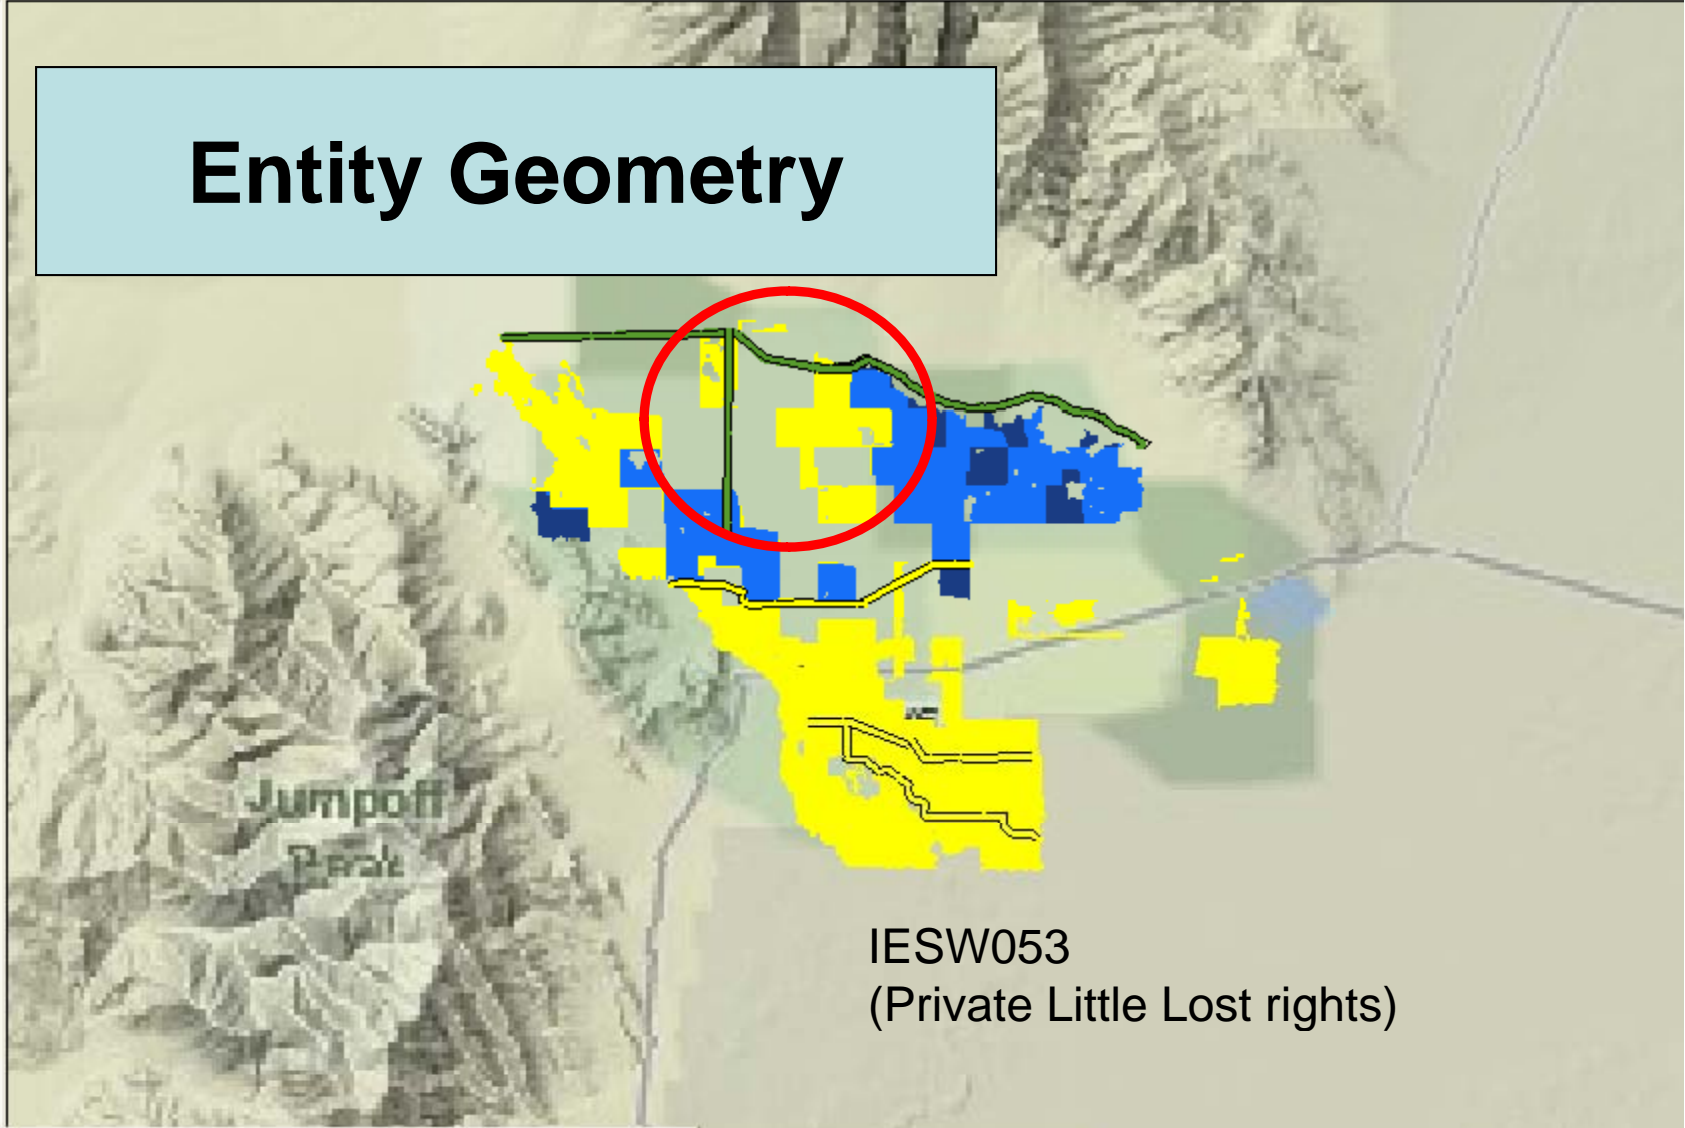 Entity Geometry
Jumpoff
Peak
IESW053
(Private Little Lost rights)